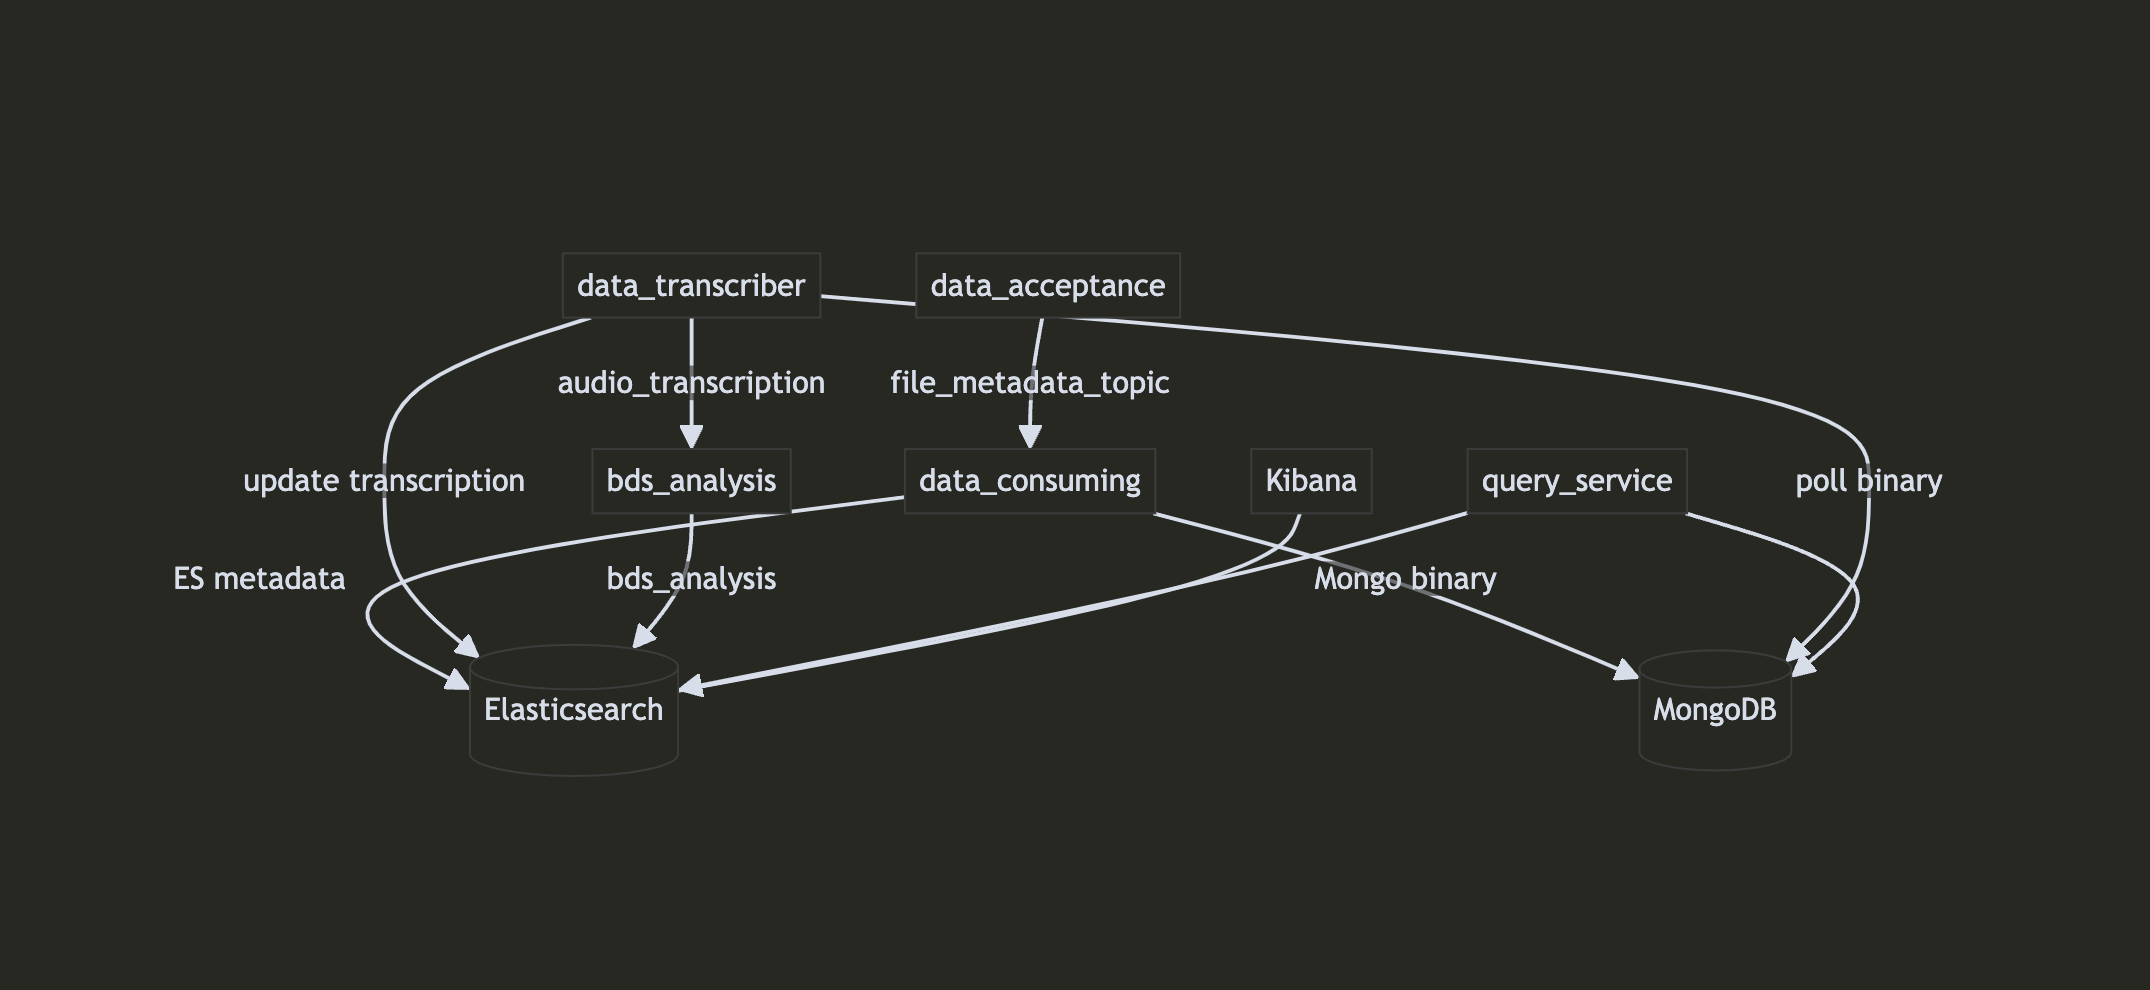 data_transcriber
data_acceptance
audio_transcription
file_metadata_topic
update transcription
bds_analysis
data_consuming
Kibana
query_service
poll binary
ES metadata
bds_analysis
Mongo binary
Elasticsearch
MongoDB